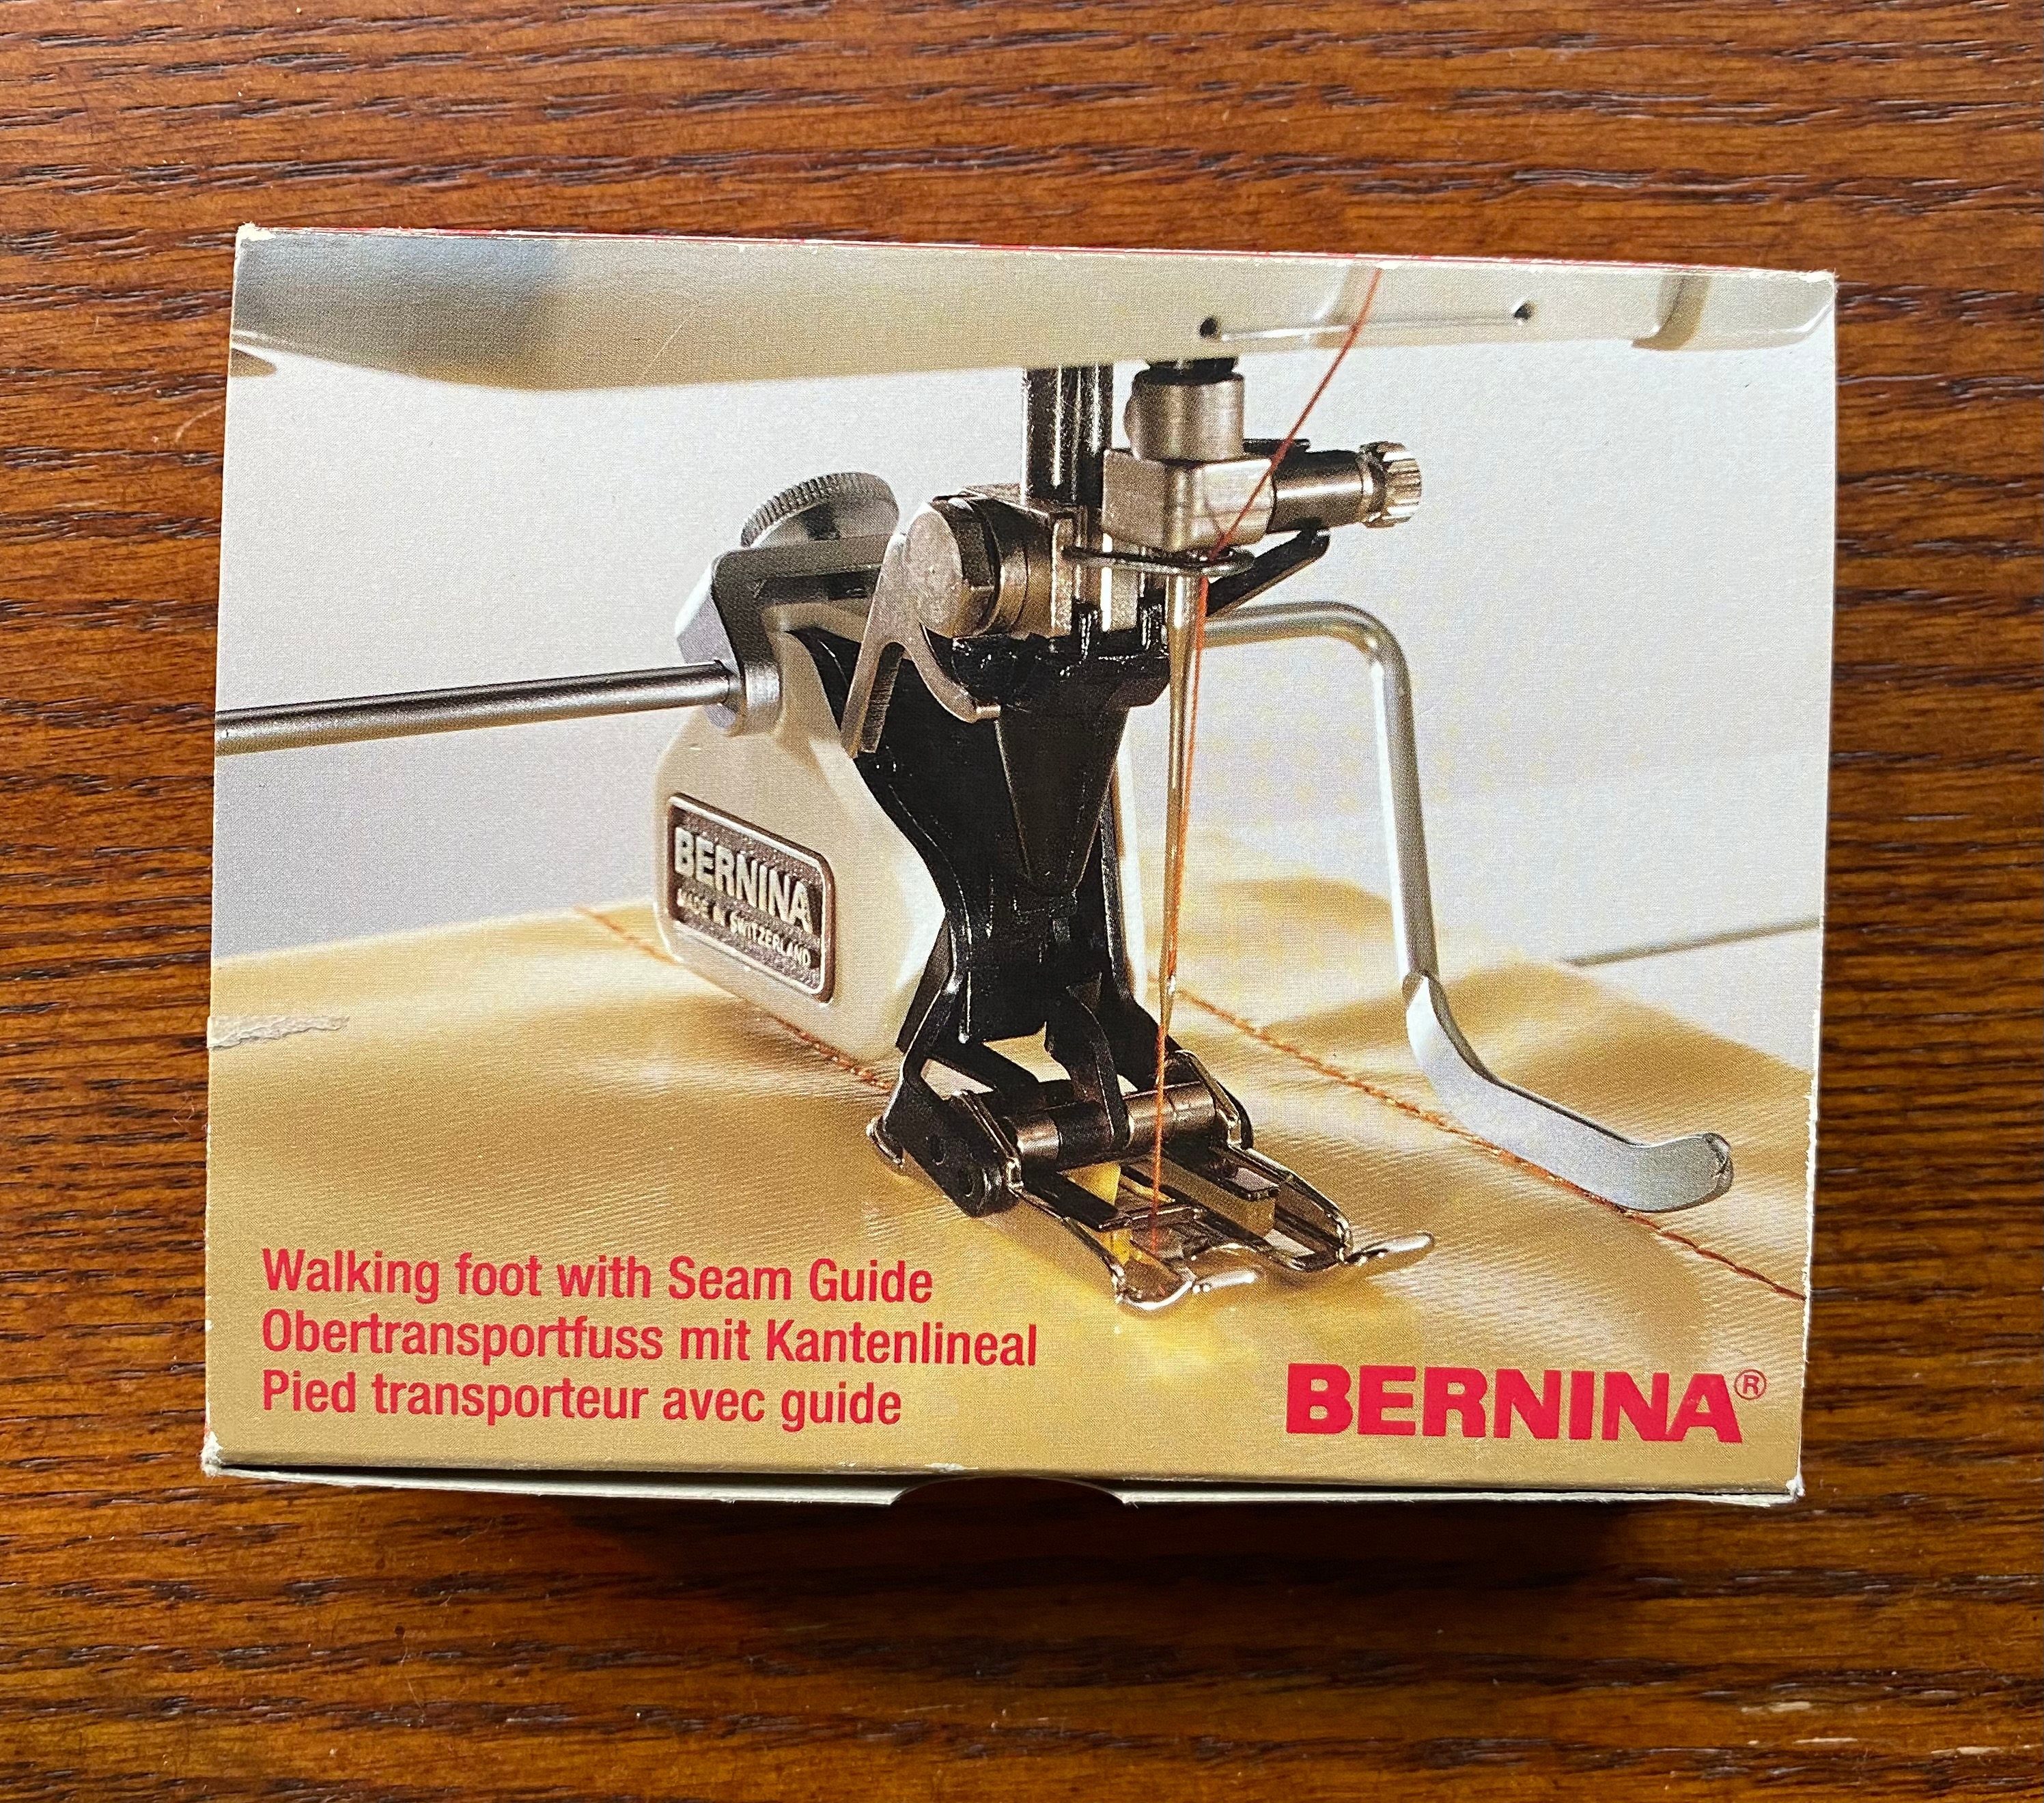 BERNINA
MADE IN SWITZERLAND
Walking foot with Seam Guide
Obertransportfuss mit Kantenlineal
Pied transporteur avec guide
BERNINA®